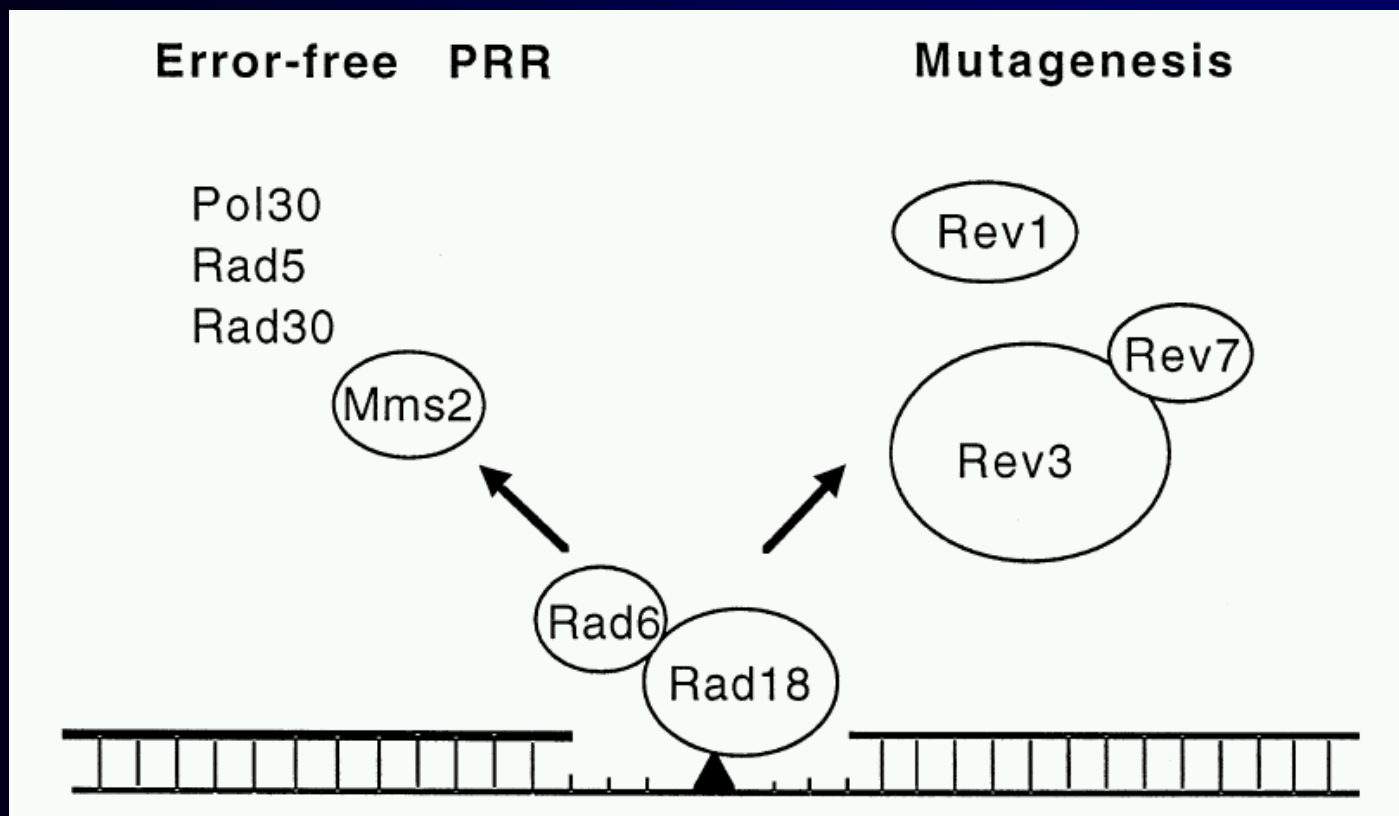 Error-free PRR
Mutagenesis
Pol30
Rad5
Rad30
Mms2
Rev1
Rev7
Rev3
Rad6
Rad18